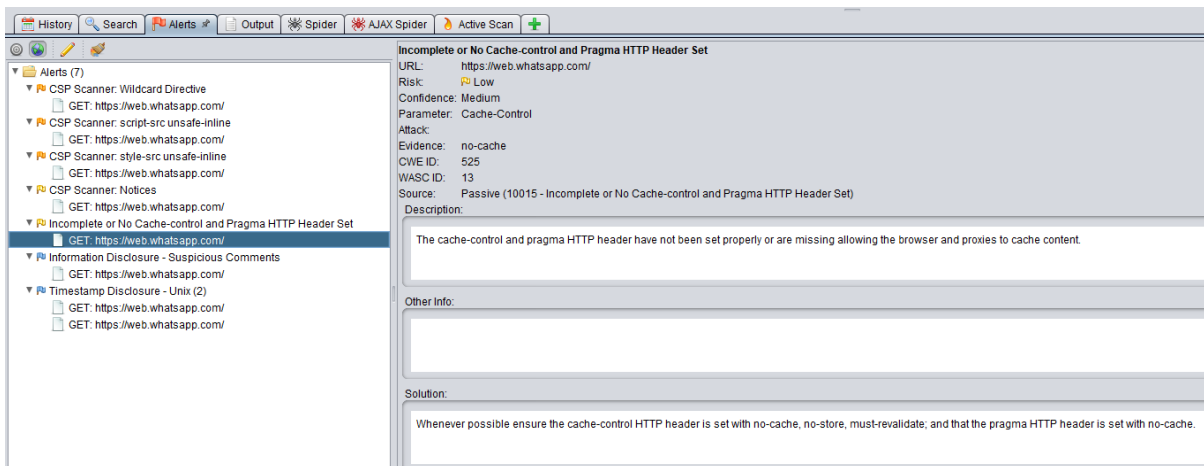 History Search Alerts Output Spider AJAX Spider Active Scan
Alerts (7)
CSP Scanner: Wildcard Directive
GET: https://web.whatsapp.com/
CSP Scanner: script-src unsafe-inline
GET: https://web.whatsapp.com/
CSP Scanner: style-src unsafe-inline
GET: https://web.whatsapp.com/
CSP Scanner: Notices
GET: https://web.whatsapp.com/
Incomplete or No Cache-control and Pragma HTTP Header Set
GET: https://web.whatsapp.com/
Information Disclosure - Suspicious Comments
GET: https://web.whatsapp.com/
Timestamp Disclosure - Unix (2)
GET: https://web.whatsapp.com/
GET: https://web.whatsapp.com/
Incomplete or No Cache-control and Pragma HTTP Header Set
URL: https://web.whatsapp.com/
Risk: Low
Confidence: Medium
Parameter: Cache-Control
Attack:
Evidence: no-cache
CWE ID: 525
WASC ID: 13
Source: Passive (10015 - Incomplete or No Cache-control and Pragma HTTP Header Set)
Description:
The cache-control and pragma HTTP header have not been set properly or are missing allowing the browser and proxies to cache content.
Other Info:
Solution:
Whenever possible ensure the cache-control HTTP header is set with no-cache, no-store, must-revalidate; and that the pragma HTTP header is set with no-cache.